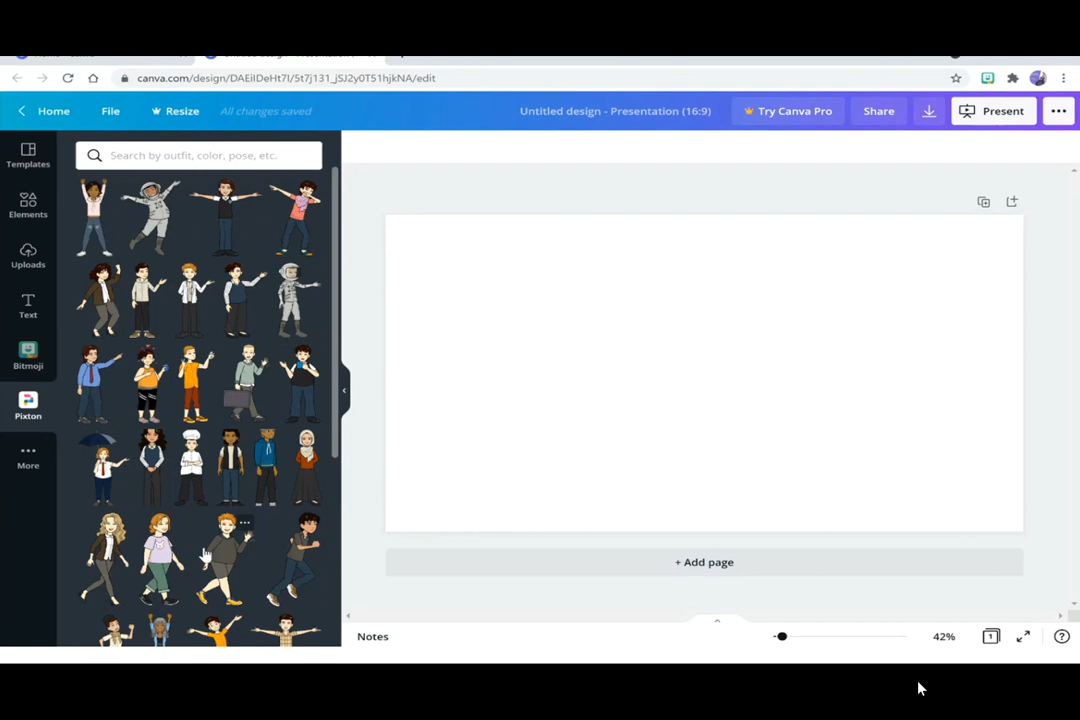 canva.com/design/DAEiIDeHt7I/5t7j131_jSJ2y0T51hjkNA/edit
Home File Resize All changes saved Untitled design - Presentation (16:9) Try Canva Pro Share Present
Templates
Elements
Uploads
Text
Bitmoji
Pixton
More
Search by outfit, color, pose, etc.
+ Add page
Notes 42% 1